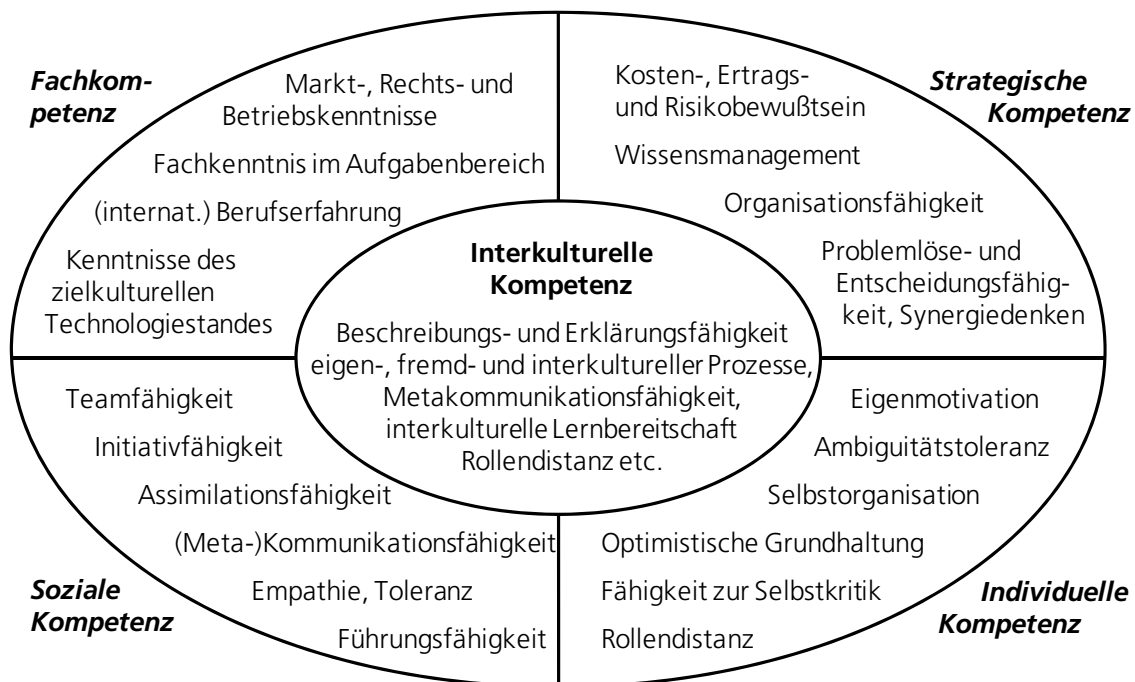 Fachkom-
petenz
Markt-, Rechts- und
Betriebskenntnisse
Fachkenntnis im Aufgabenbereich
(internat.) Berufserfahrung
Kenntnisse des
zielkulturellen
Technologiestandes
Strategische
Kompetenz
Kosten-, Ertrags-
und Risikobewußtsein
Wissensmanagement
Organisationsfähigkeit
Problemlöse- und
Entscheidungsfähig-
keit, Synergiedenken
Interkulturelle
Kompetenz
Beschreibungs- und Erklärungsfähigkeit
eigen-, fremd- und interkultureller Prozesse,
Metakommunikationsfähigkeit,
interkulturelle Lernbereitschaft
Rollendistanz etc.
Teamfähigkeit
Initiativfähigkeit
Assimilationsfähigkeit
(Meta-)Kommunikationsfähigkeit
Empathie, Toleranz
Führungsfähigkeit
Soziale
Kompetenz
Eigenmotivation
Ambiguitätstoleranz
Selbstorganisation
Optimistische Grundhaltung
Fähigkeit zur Selbstkritik
Rollendistanz
Individuelle
Kompetenz